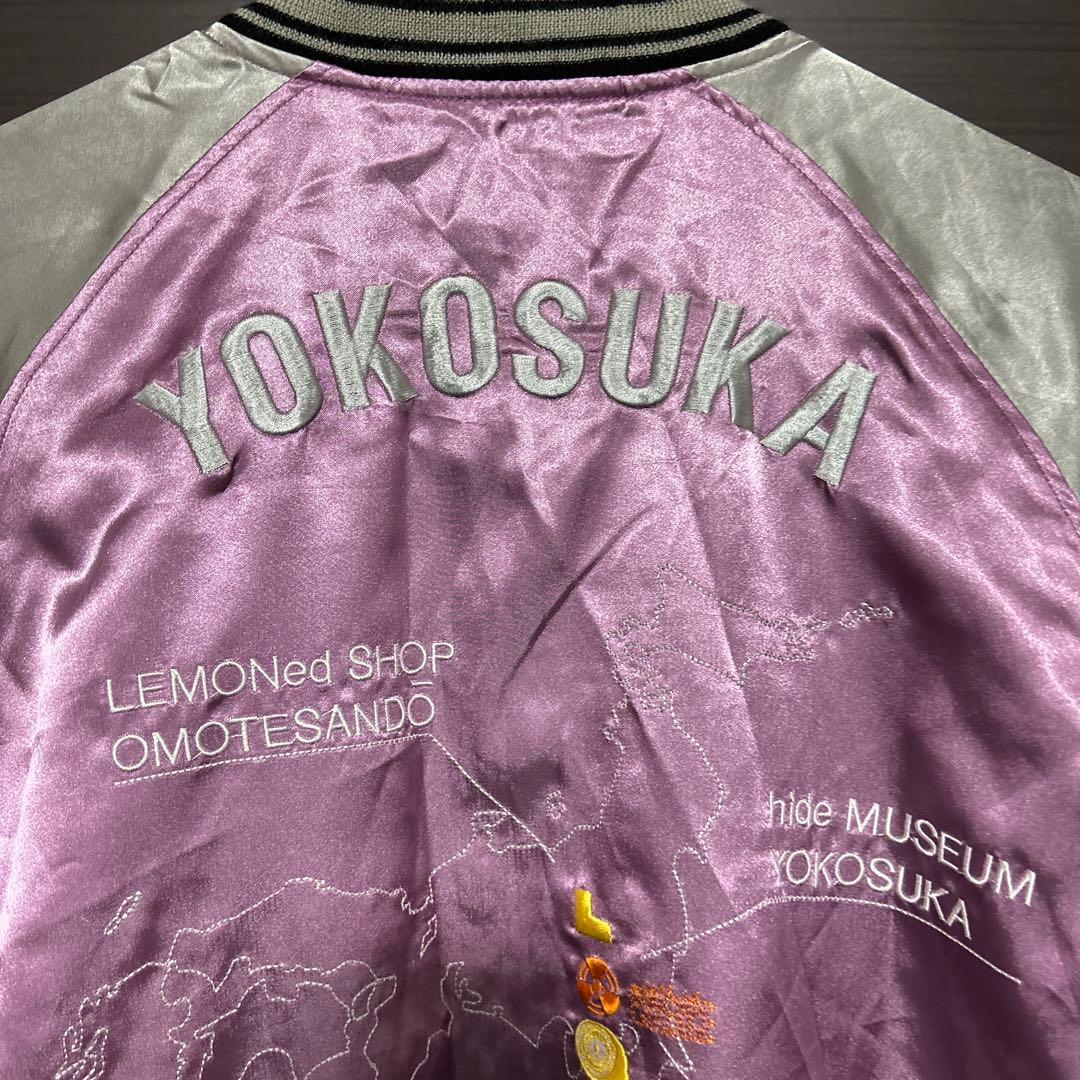 YOKOSUKA
LEMONed SHOP
OMOTESANDŌ
hide MUSEUM
YOKOSUKA
L